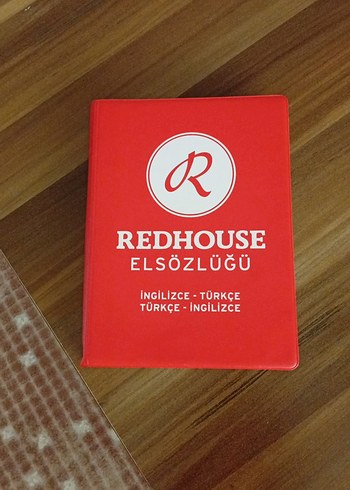 R
REDHOUSE
ELSÖZLÜĞÜ
İNGİLİZCE - TÜRKÇE
TÜRKÇE - İNGİLİZCE